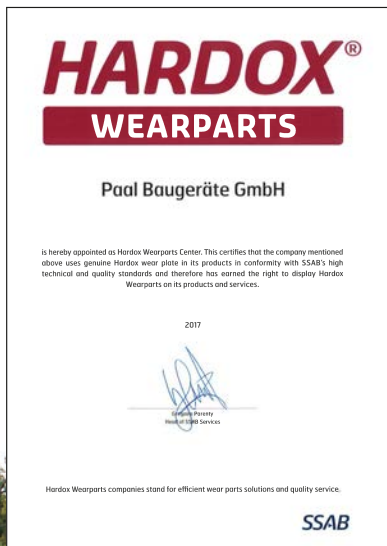 HARDOX®
WEARPARTS
Paal Baugeräte GmbH
is hereby appointed as Hardox Wearparts Center. This certifies that the company mentioned
above uses genuine Hardox wear plate in its products in conformity with SSAB's high
technical and quality standards and therefore has earned the right to display Hardox
Wearparts on its products and services.
2017
Parenty
Head of SSAB Services
Hardox Wearparts companies stand for efficient wear parts solutions and quality service.
SSAB